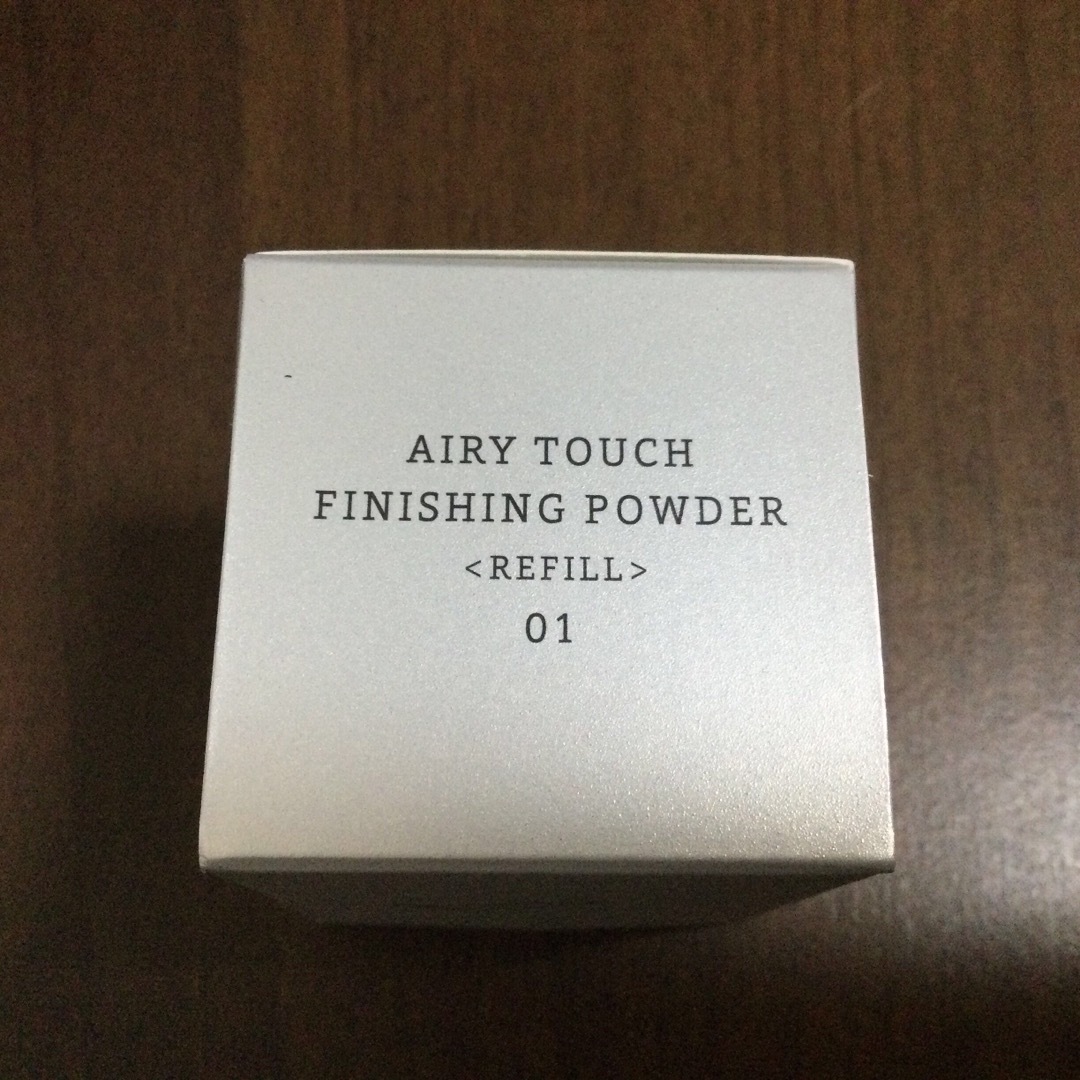 AIRY TOUCH
FINISHING POWDER
<REFILL>
01